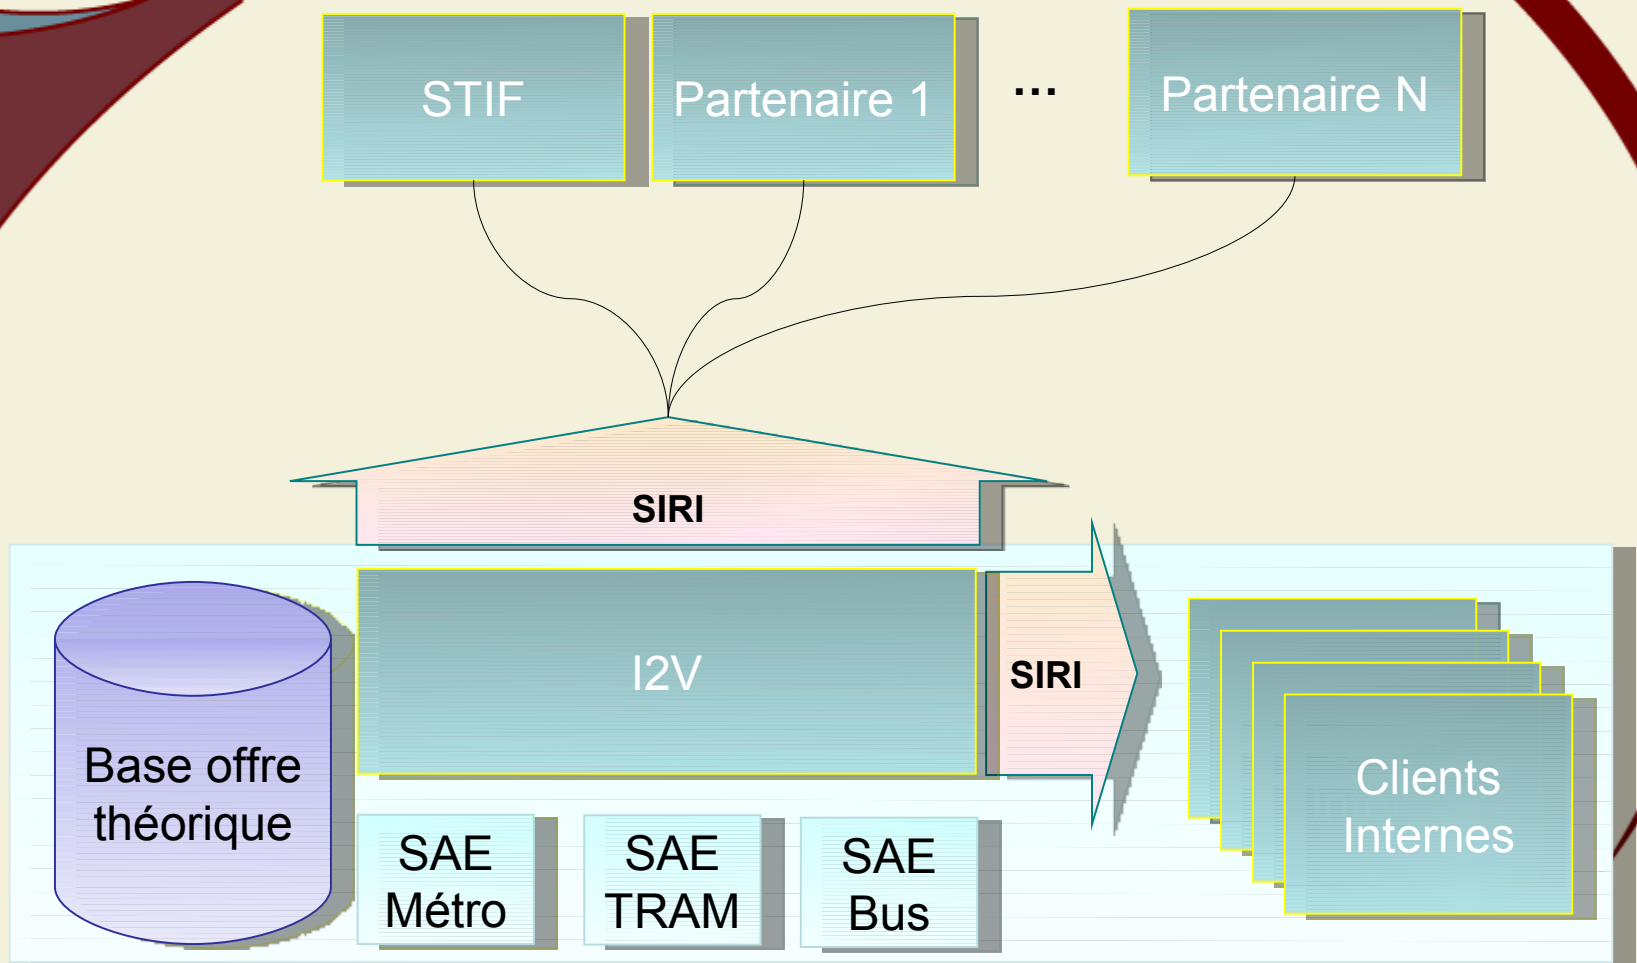 STIF
Partenaire 1
...
Partenaire N
SIRI
I2V
SIRI
Base offre
théorique
Clients
Internes
SAE
Métro
SAE
TRAM
SAE
Bus